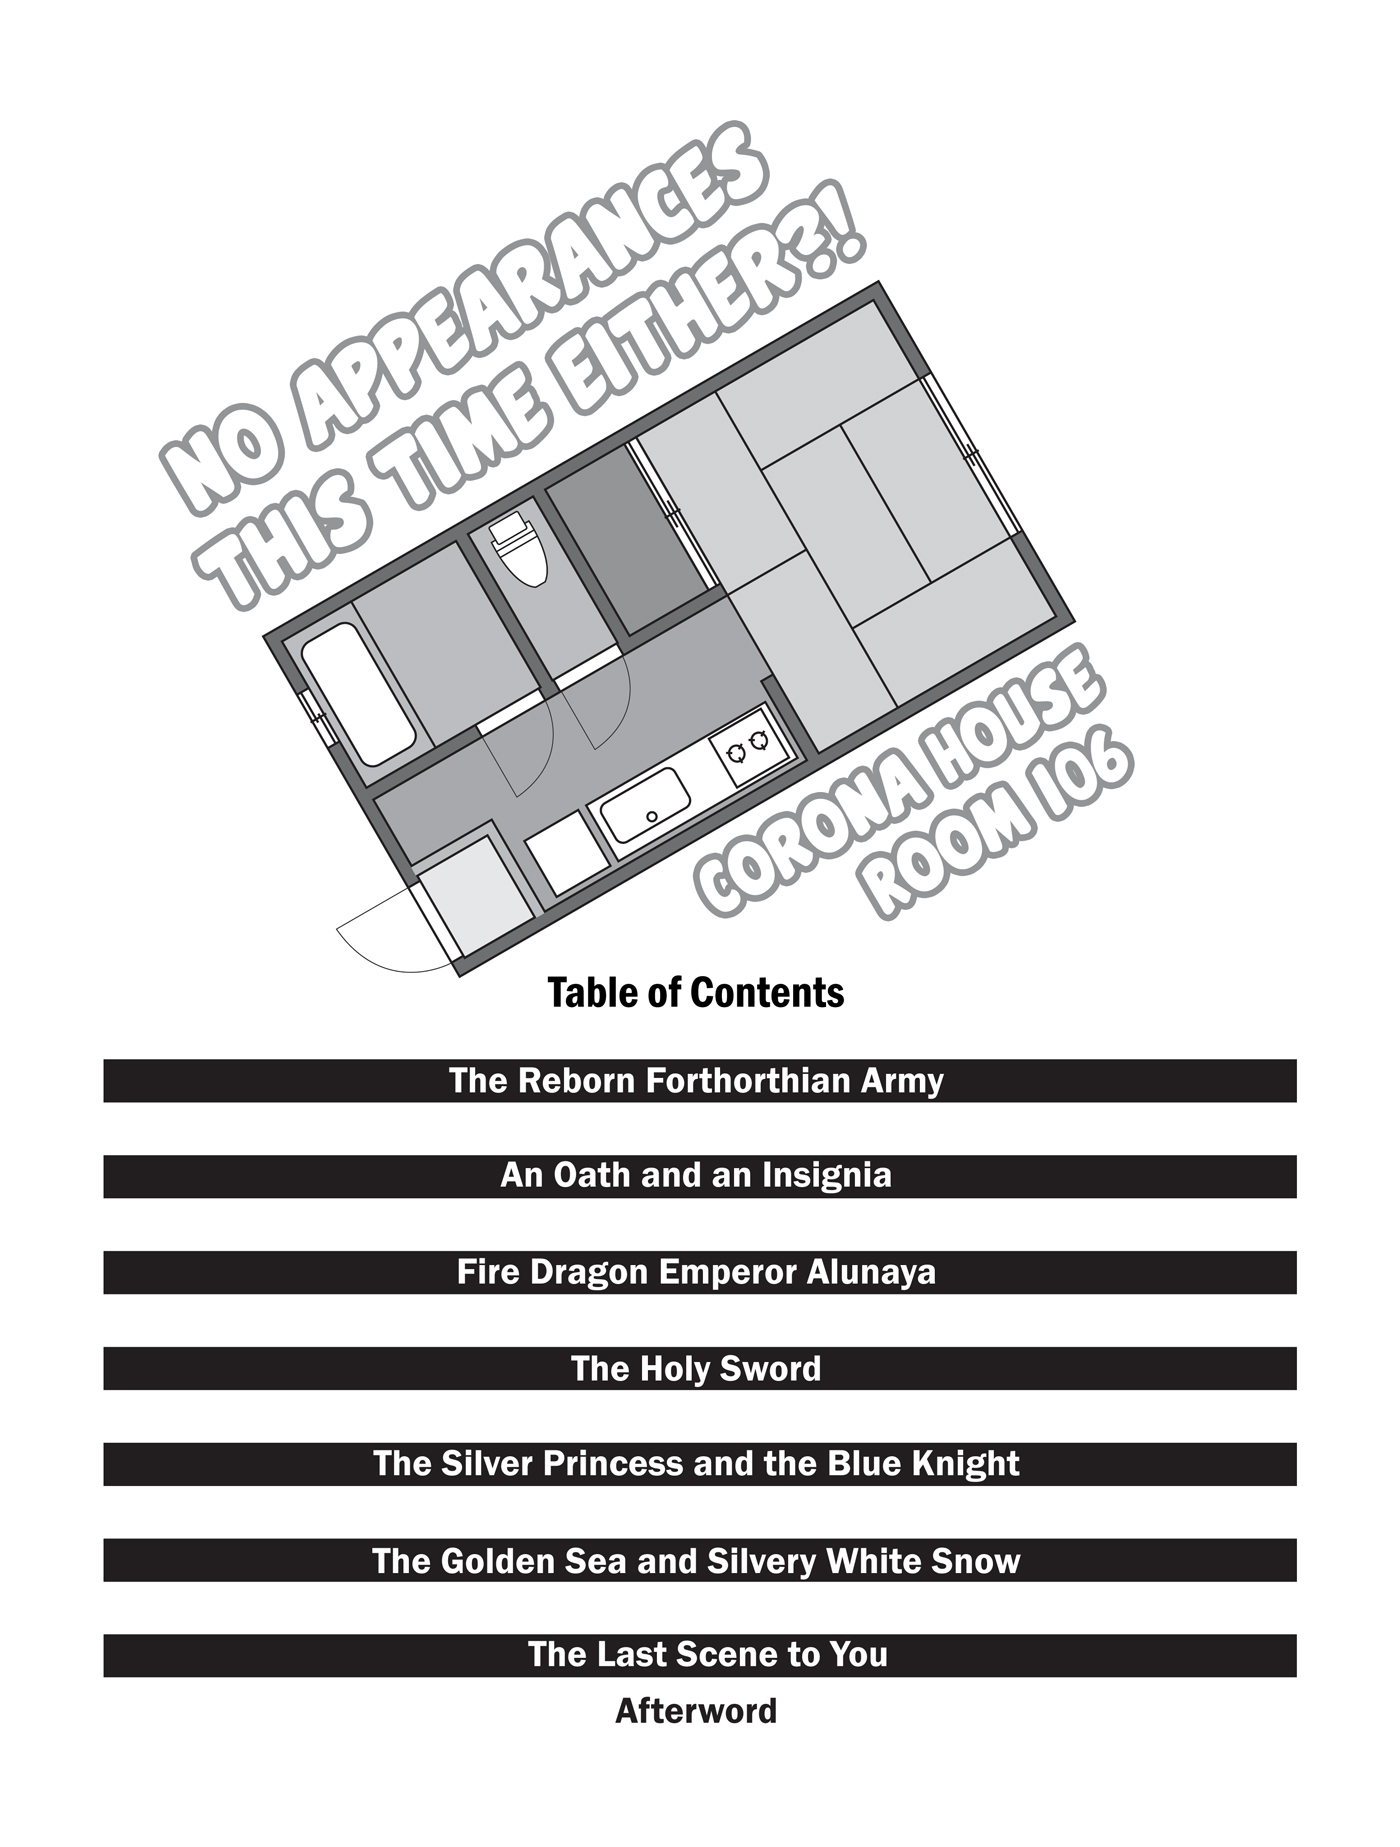 NO APPEARANCES
THIS TIME EITHER?!
CORONA HOUSE
ROOM 106
Table of Contents
The Reborn Forthorthian Army
An Oath and an Insignia
Fire Dragon Emperor Alunaya
The Holy Sword
The Silver Princess and the Blue Knight
The Golden Sea and Silvery White Snow
The Last Scene to You
Afterword